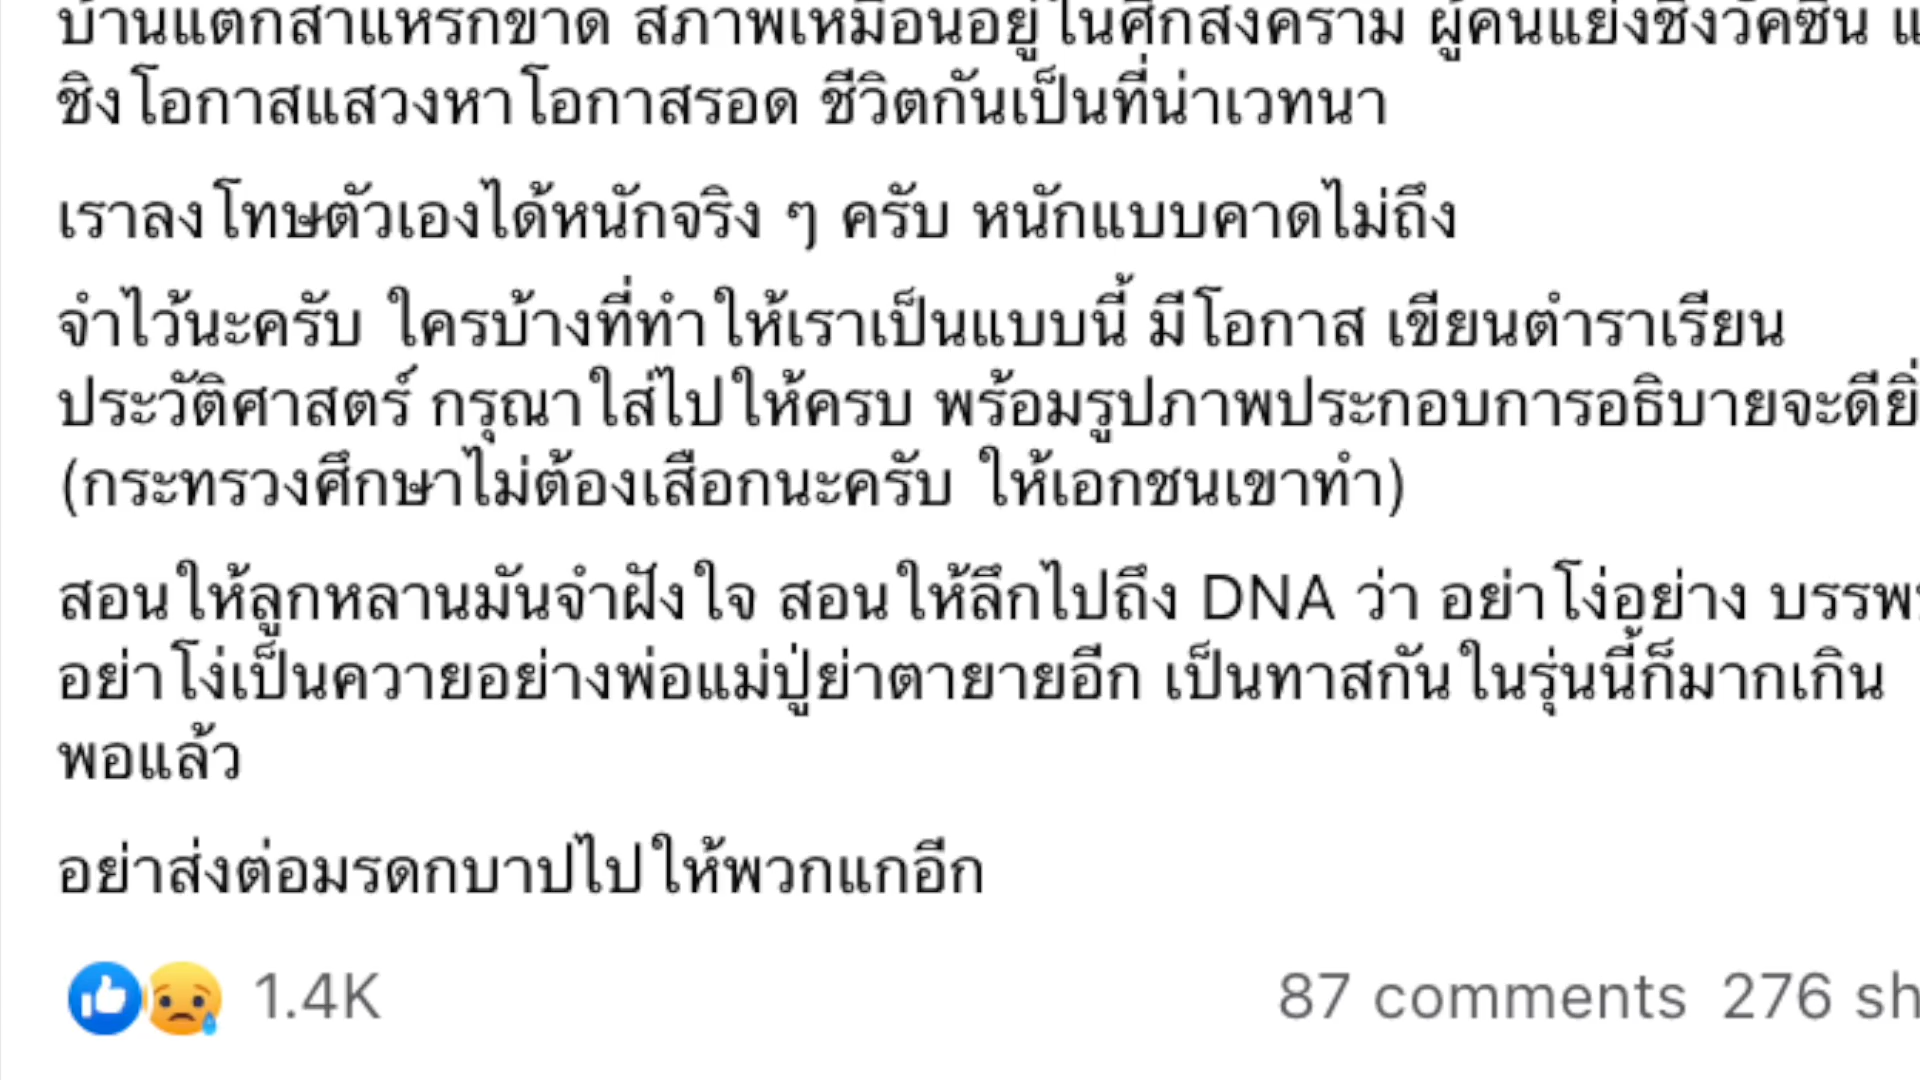 บ้านแตกสาแหรกขาด สภาพเหมือนอยู่ในศึกสงคราม ผู้คนแย่งชิงวัคซีน
ชิงโอกาสแสวงหาโอกาสรอด ชีวิตกันเป็นที่น่าเวทนา
เราลงโทษตัวเองได้หนักจริง ๆ ครับ หนักแบบคาดไม่ถึง
จำไว้นะครับ ใครบ้างที่ทำให้เราเป็นแบบนี้ มีโอกาส เขียนตำราเรียน
ประวัติศาสตร์ กรุณาใส่ไปให้ครบ พร้อมรูปภาพประกอบการอธิบายจะดียิ่
(กระทรวงศึกษาไม่ต้องเสือกนะครับ ให้เอกชนเขาทำ)
สอนให้ลูกหลานมันจำฝังใจ สอนให้ลึกไปถึง DNA ว่า อย่าโง่อย่าง บรรพ
อย่าโง่เป็นควายอย่างพ่อแม่ปู่ย่าตายายอีก เป็นทาสกันในรุ่นนี้ก็มากเกิน
พอแล้ว
อย่าส่งต่อมรดกบาปไปให้พวกแกอีก
1.4K 87 comments 276 sh